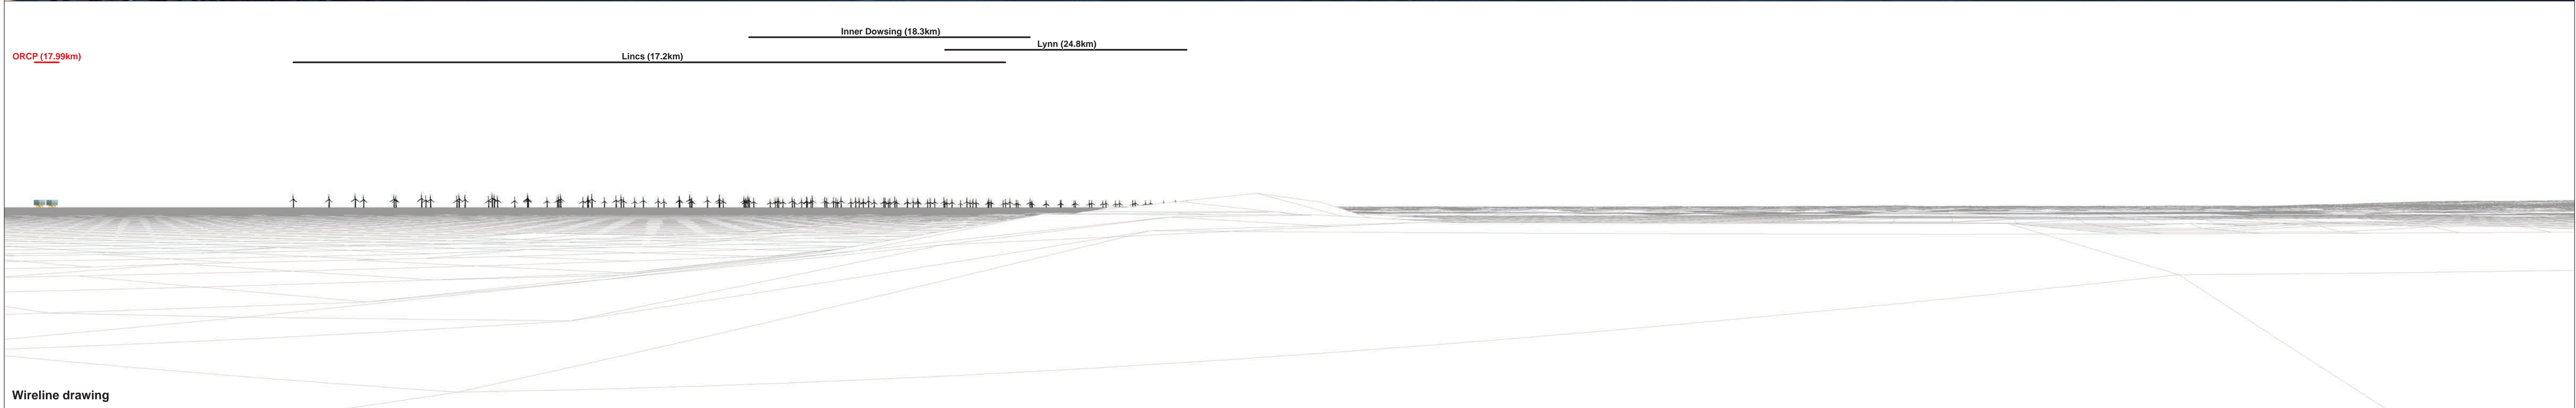 Inner Dowsing (18.3km)
Lynn (24.8km)
ORCP (17.99km)
Lincs (17.2km)
Wireline drawing